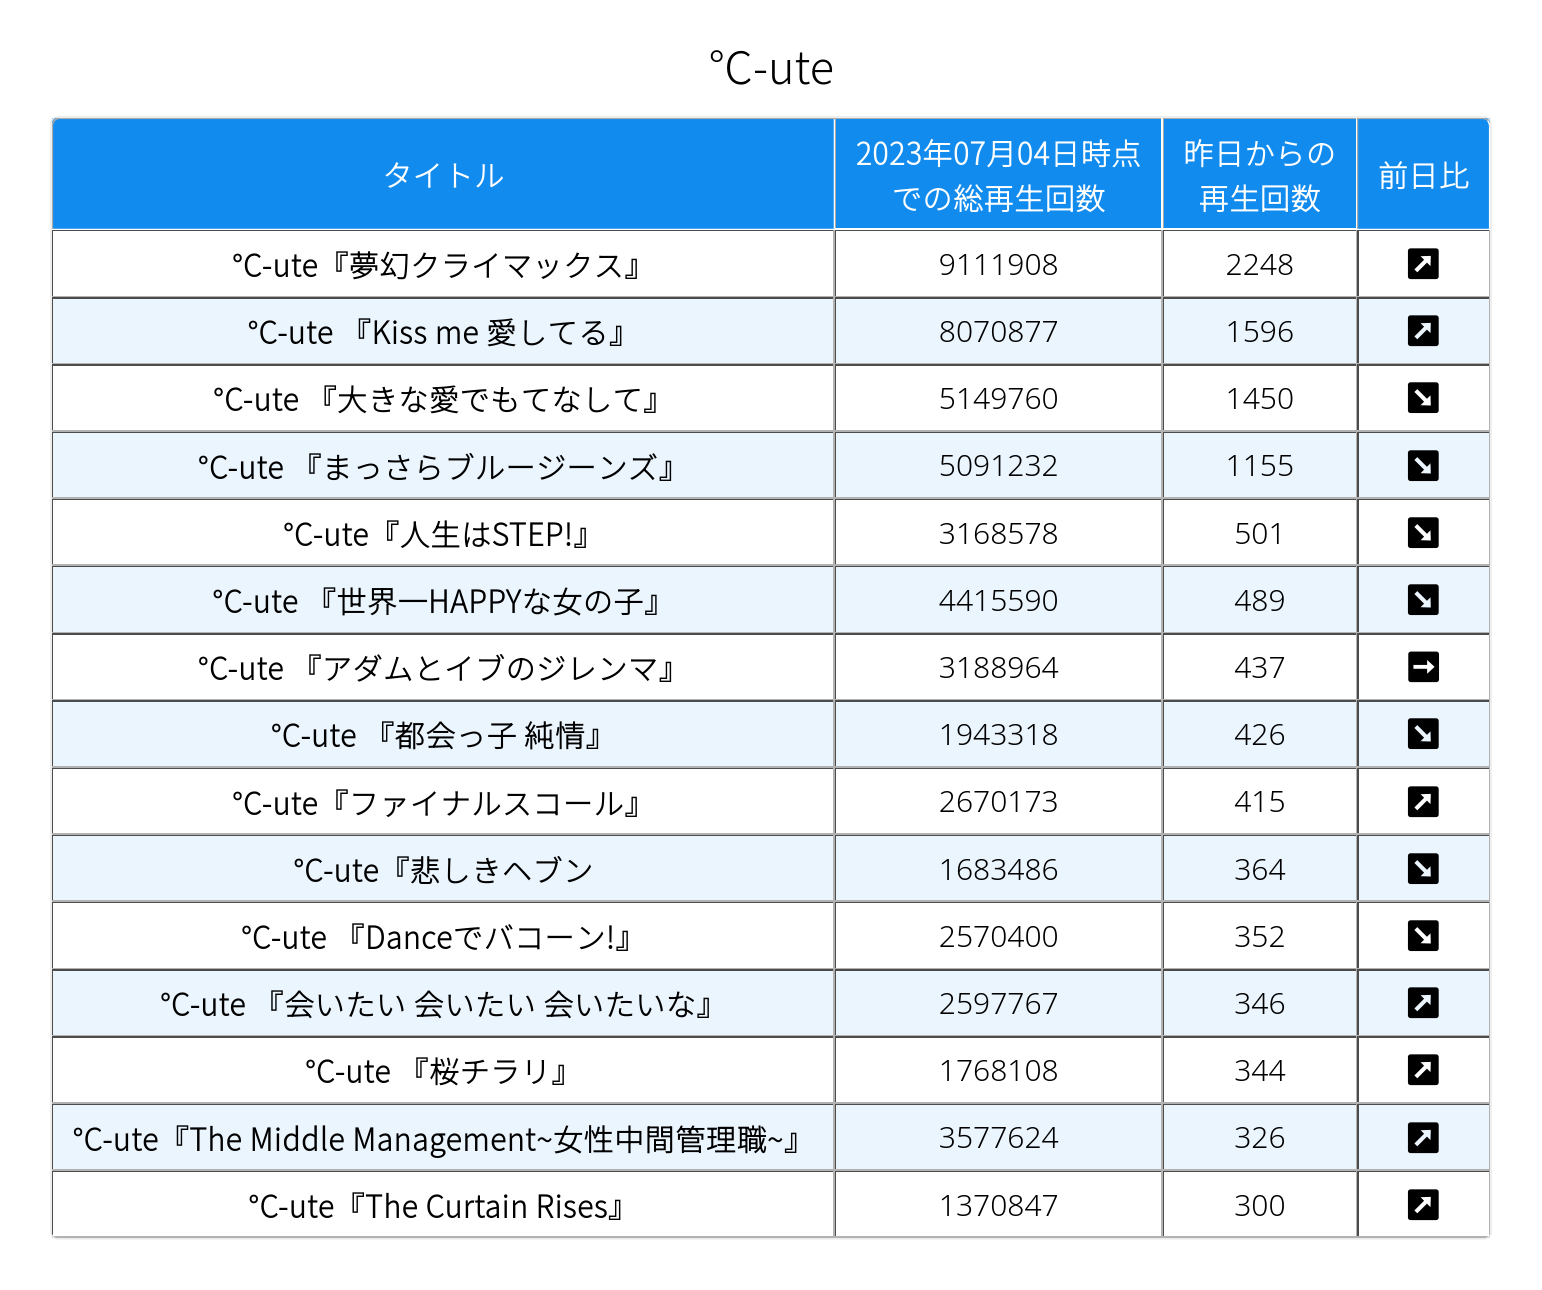 °C-ute
タイトル
2023年07月04日時点
での総再生回数
昨日からの
再生回数
前日比
°C-ute『夢幻クライマックス』 9111908 2248
°C-ute 『Kiss me 愛してる』 8070877 1596
°C-ute 『大きな愛でもてなして』 5149760 1450
°C-ute 『まっさらブルージーンズ』 5091232 1155
°C-ute『人生はSTEP!』 3168578 501
°C-ute 『世界一HAPPYな女の子』 4415590 489
°C-ute 『アダムとイブのジレンマ』 3188964 437
°C-ute 『都会っ子 純情』 1943318 426
°C-ute『ファイナルスコール』 2670173 415
°C-ute『悲しきヘブン 1683486 364
°C-ute 『Danceでバコーン!』 2570400 352
°C-ute 『会いたい 会いたい 会いたいな』 2597767 346
°C-ute 『桜チラリ』 1768108 344
°C-ute『The Middle Management~女性中間管理職~』 3577624 326
°C-ute『The Curtain Rises』 1370847 300